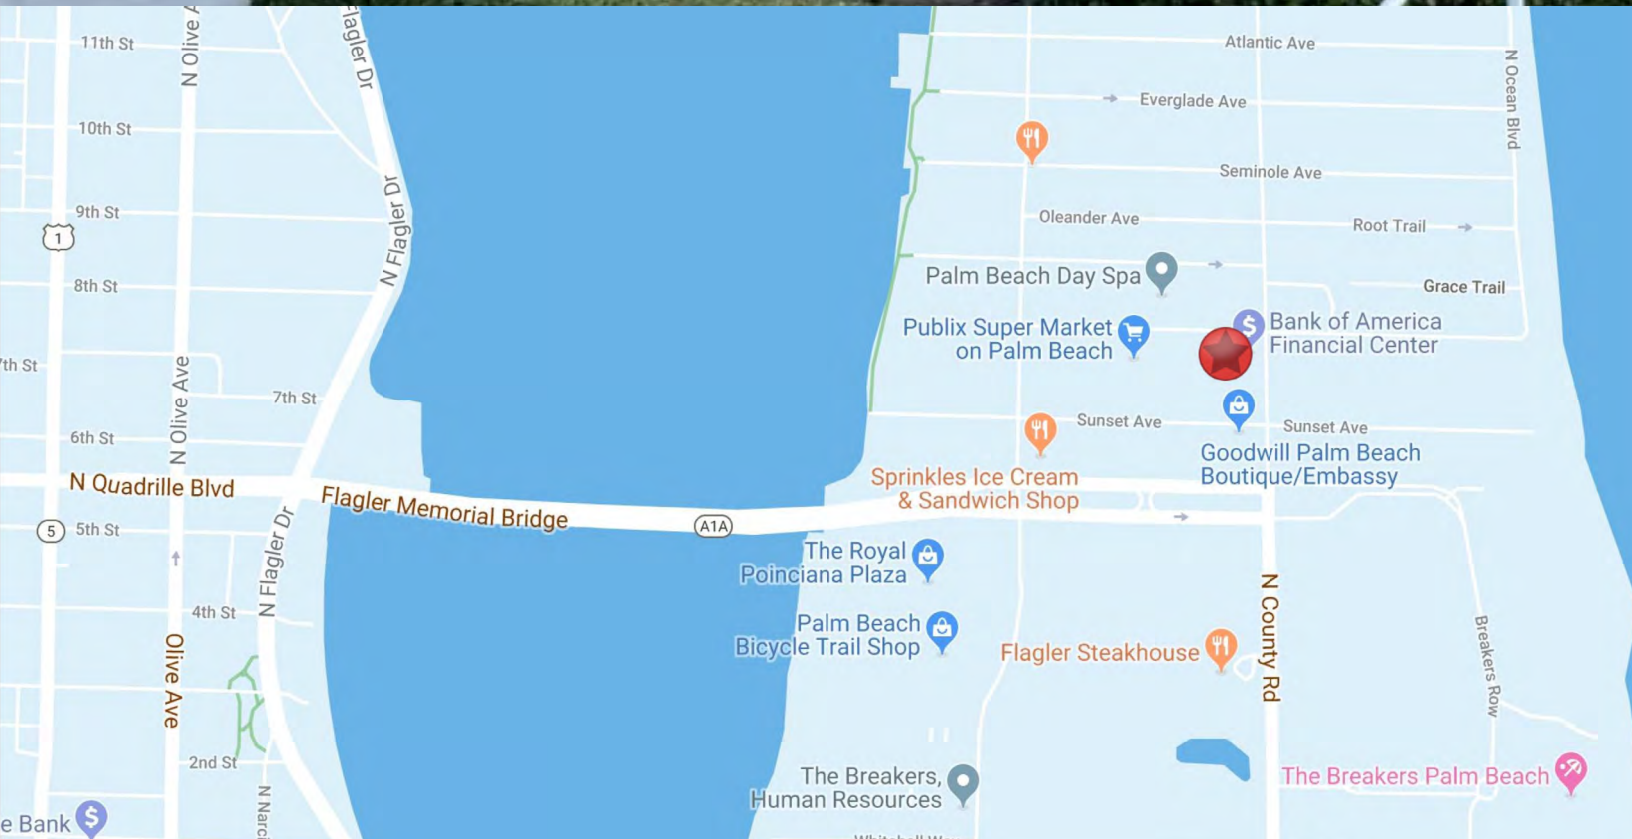 11th St
N Olive A
Flagler Dr
Atlantic Ave
N Ocean Blvd
Everglade Ave
10th St
Seminole Ave
N Flagler Dr
9th St
Oleander Ave
Root Trail
1
8th St
Palm Beach Day Spa
Grace Trail
Publix Super Market
on Palm Beach
$
Bank of America
Financial Center
7th St
N Olive Ave
7th St
6th St
Sunset Ave
Sunset Ave
Goodwill Palm Beach
Boutique/Embassy
Sprinkles Ice Cream
& Sandwich Shop
N Quadrille Blvd
Flagler Memorial Bridge
A1A
5
5th St
N Flagler Dr
The Royal
Poinciana Plaza
4th St
Olive Ave
Palm Beach
Bicycle Trail Shop
Flagler Steakhouse
N County Rd
Breakers Row
2nd St
The Breakers,
Human Resources
The Breakers Palm Beach
e Bank
$
N Narci